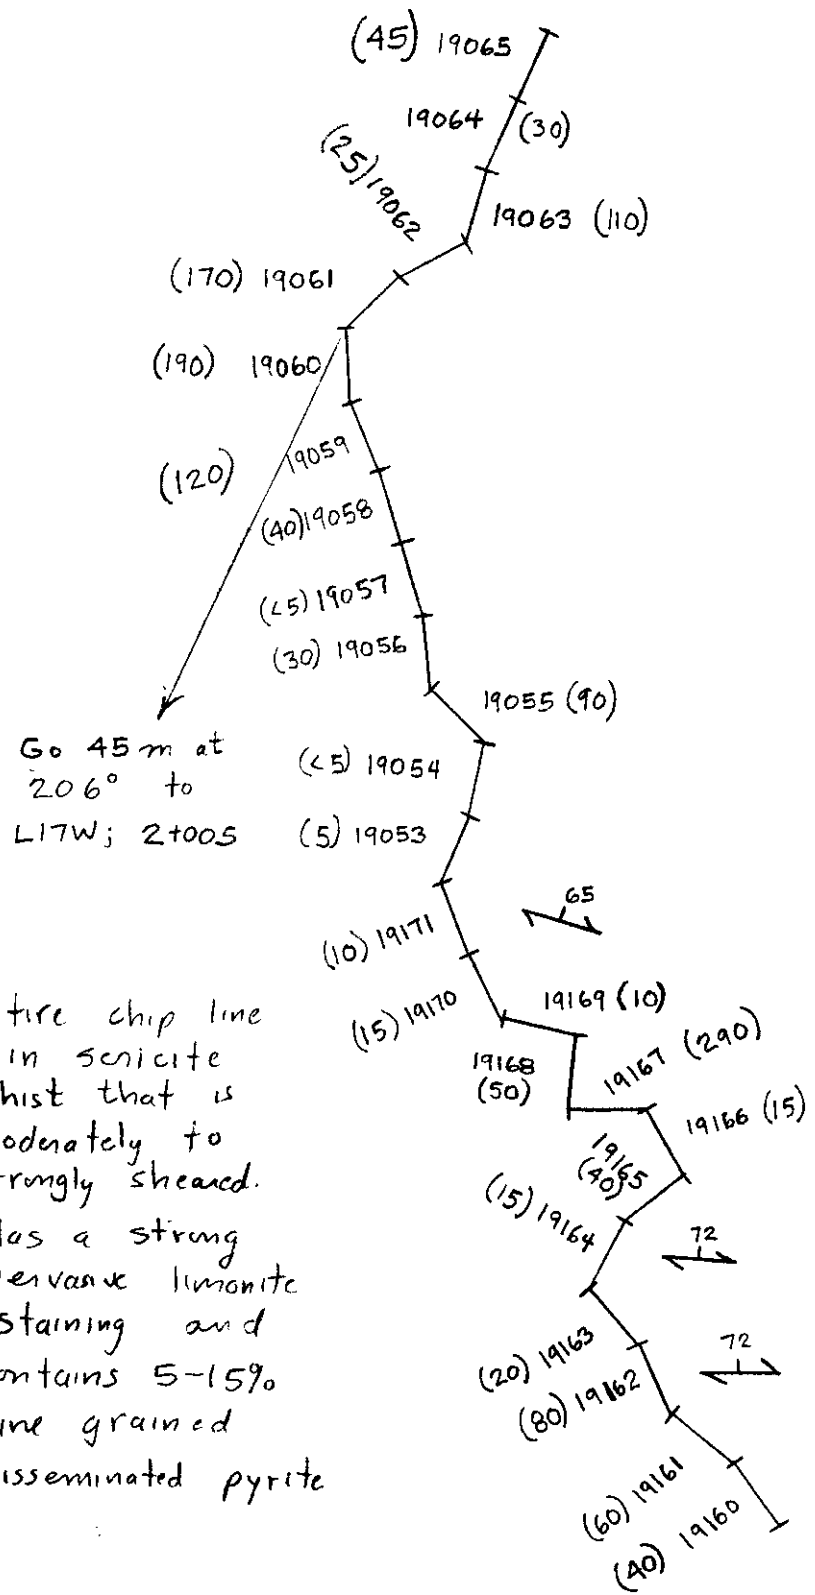 (45) 19065
19064 (30)
(25) 19062
19063 (110)
(170) 19061
(190) 19060
(120) 19059
(40) 19058
(<5) 19057
(30) 19056
19055 (90)
Go 45 m at
206° to
L17W; 2+00S
(<5) 19054
(5) 19053
65
(10) 19171
(15) 19170
19169 (10)
19168
(50)
19167 (290)
19166 (15)
19165
(40)
(15) 19164
72
(20) 19163
72
(80) 19162
(60) 19161
(40) 19160
tire chip line
in sericite
hist that is
oderately to
rongly sheared.
as a strong
ervasive limonite
staining and
ontains 5-15%
ine grained
isseminated pyrite